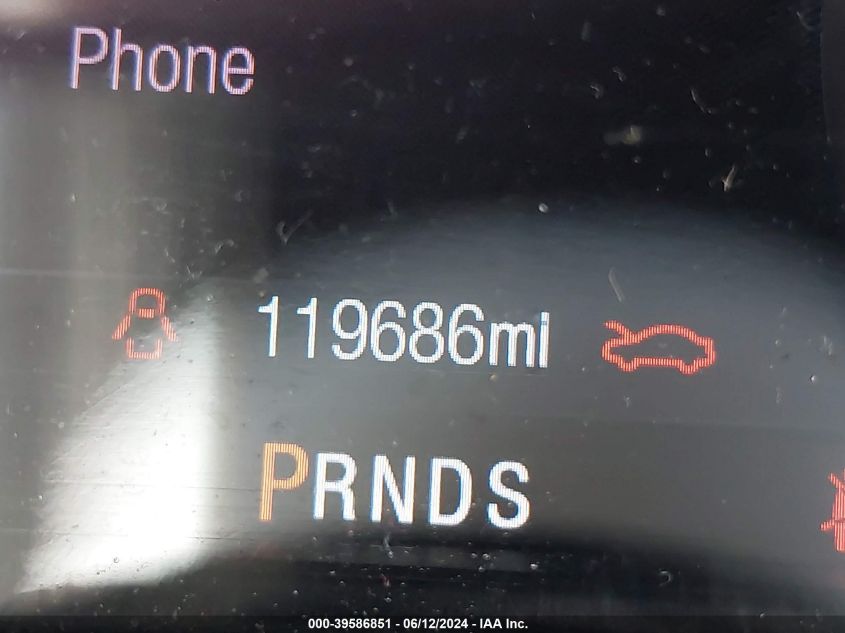 Phone
119686mi
PRNDS
000-39586851 - 06/12/2024 - IAA Inc.